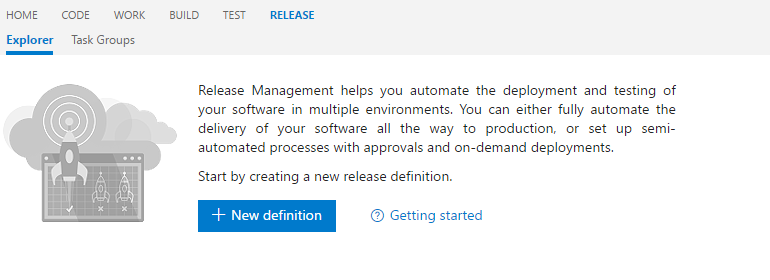 HOME CODE WORK BUILD TEST RELEASE
Explorer Task Groups
Release Management helps you automate the deployment and testing of
your software in multiple environments. You can either fully automate the
delivery of your software all the way to production, or set up semi-
automated processes with approvals and on-demand deployments.
Start by creating a new release definition.
+ New definition ? Getting started